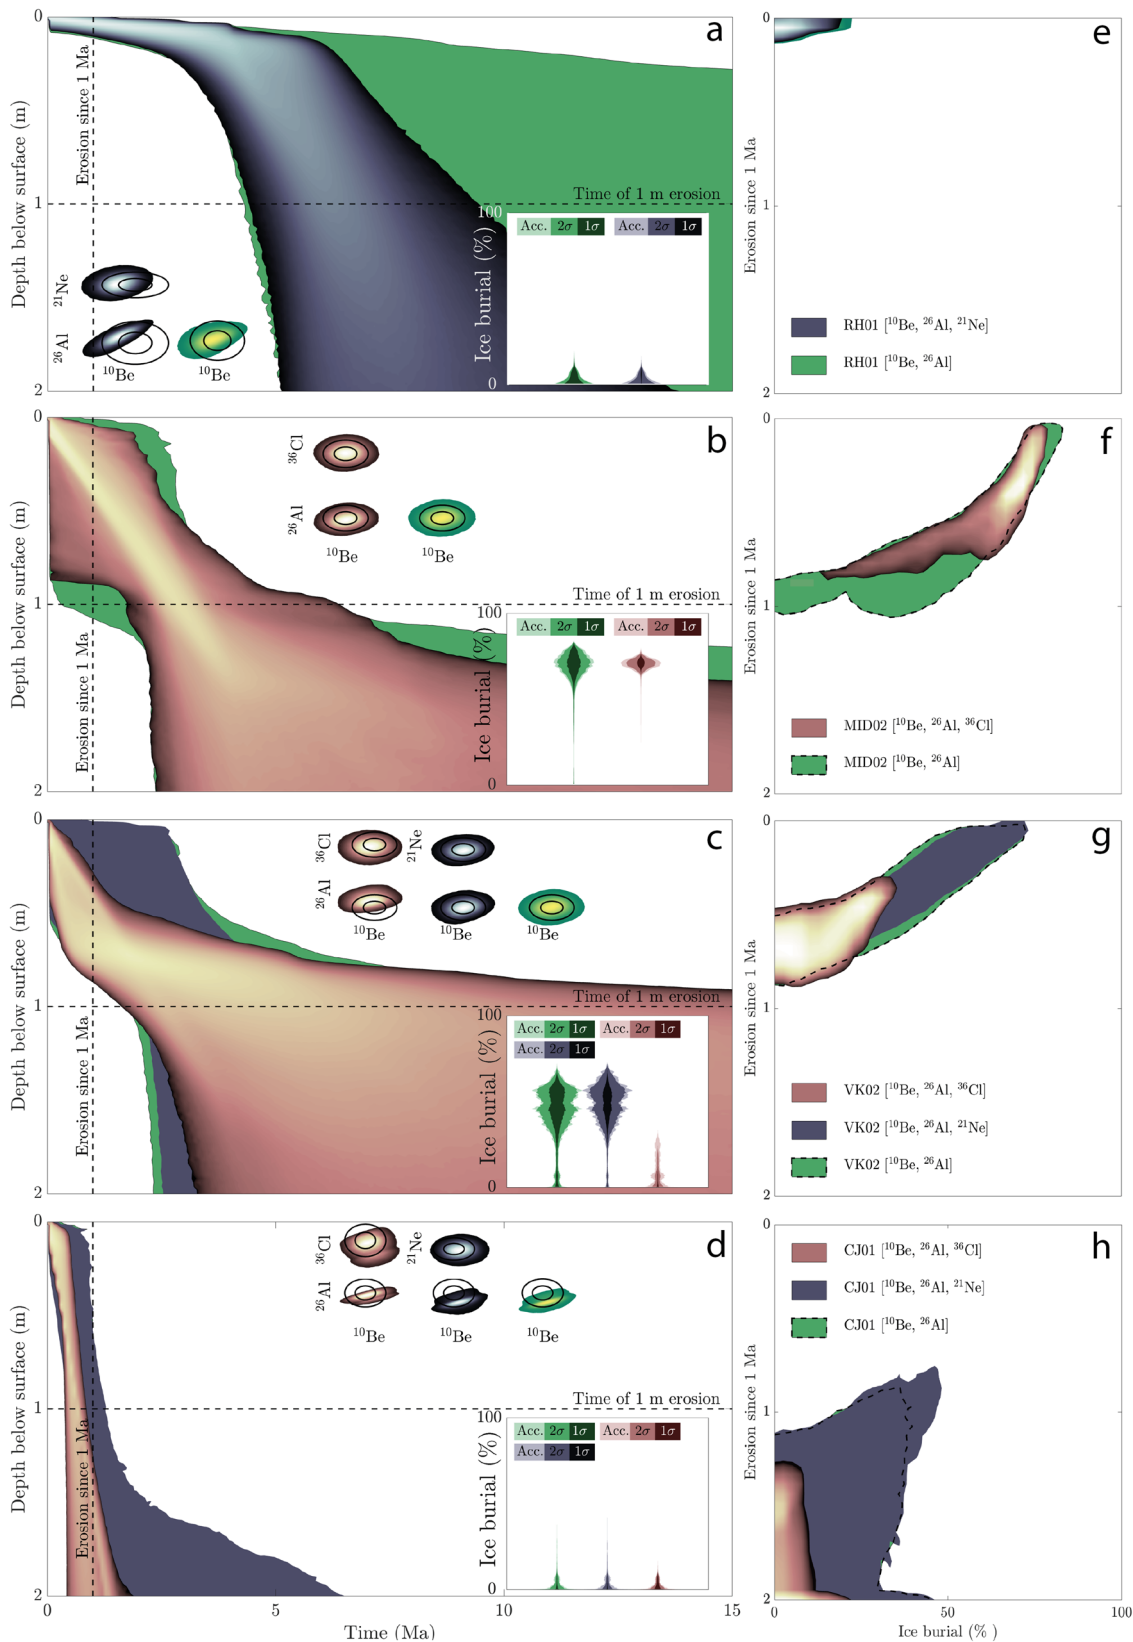 a
0
Depth below surface (m)
1
2
Erosion since 1 Ma
Time of 1 m erosion
²¹Ne
²⁶Al
¹⁰Be
¹⁰Be
100
Ice burial (%)
0
Acc. 2σ 1σ
Acc. 2σ 1σ
e
0
Erosion since 1 Ma
1
2
RH01 [¹⁰Be, ²⁶Al, ²¹Ne]
RH01 [¹⁰Be, ²⁶Al]
b
0
Depth below surface (m)
1
2
Erosion since 1 Ma
Time of 1 m erosion
³⁶Cl
²⁶Al
¹⁰Be
¹⁰Be
100
Ice burial (%)
0
Acc. 2σ 1σ
Acc. 2σ 1σ
f
0
Erosion since 1 Ma
1
2
MID02 [¹⁰Be, ²⁶Al, ³⁶Cl]
MID02 [¹⁰Be, ²⁶Al]
c
0
Depth below surface (m)
1
2
Erosion since 1 Ma
Time of 1 m erosion
³⁶Cl
²¹Ne
²⁶Al
¹⁰Be
¹⁰Be
¹⁰Be
100
Ice burial (%)
0
Acc. 2σ 1σ
Acc. 2σ 1σ
Acc. 2σ 1σ
g
0
Erosion since 1 Ma
1
2
VK02 [¹⁰Be, ²⁶Al, ³⁶Cl]
VK02 [¹⁰Be, ²⁶Al, ²¹Ne]
VK02 [¹⁰Be, ²⁶Al]
d
0
Depth below surface (m)
1
2
Erosion since 1 Ma
Time of 1 m erosion
³⁶Cl
²¹Ne
²⁶Al
¹⁰Be
¹⁰Be
¹⁰Be
100
Ice burial (%)
0
Acc. 2σ 1σ
Acc. 2σ 1σ
Acc. 2σ 1σ
0
5
10
15
Time (Ma)
h
0
Erosion since 1 Ma
1
2
CJ01 [¹⁰Be, ²⁶Al, ³⁶Cl]
CJ01 [¹⁰Be, ²⁶Al, ²¹Ne]
CJ01 [¹⁰Be, ²⁶Al]
0
50
100
Ice burial (% )